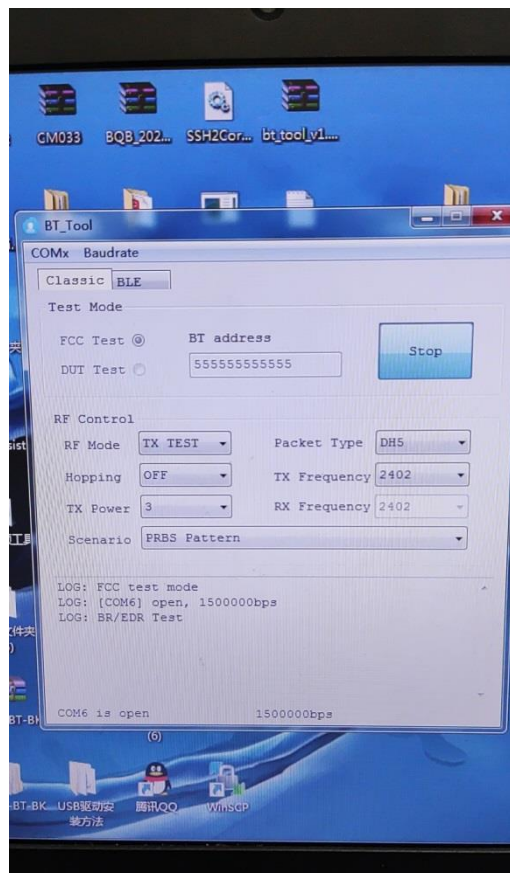 CM033 BQB_202... SSH2Cor... bt_tool_v1....
BT_Tool
COMx Baudrate
Classic BLE
Test Mode
FCC Test BT address
DUT Test 555555555555
Stop
RF Control
RF Mode TX TEST Packet Type DH5
Hopping OFF TX Frequency 2402
TX Power 3 RX Frequency 2402
Scenario PRBS Pattern
LOG: FCC test mode
LOG: [COM6] open, 1500000bps
LOG: BR/EDR Test
COM6 is open 1500000bps
(6)
-BT-BK USB驱动安 腾讯QQ WinSCP
装方法